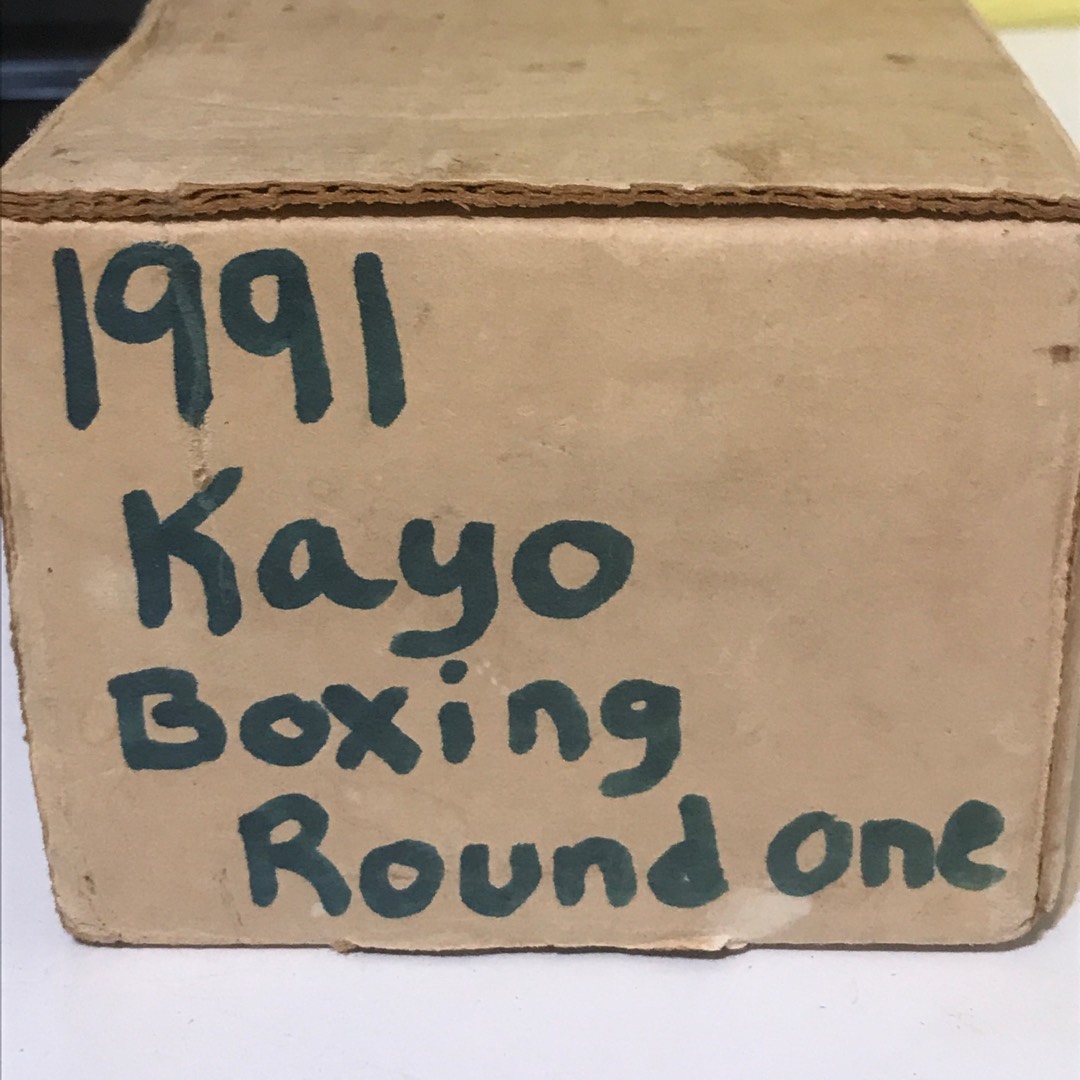 1991
Kayo
Boxing
Round one